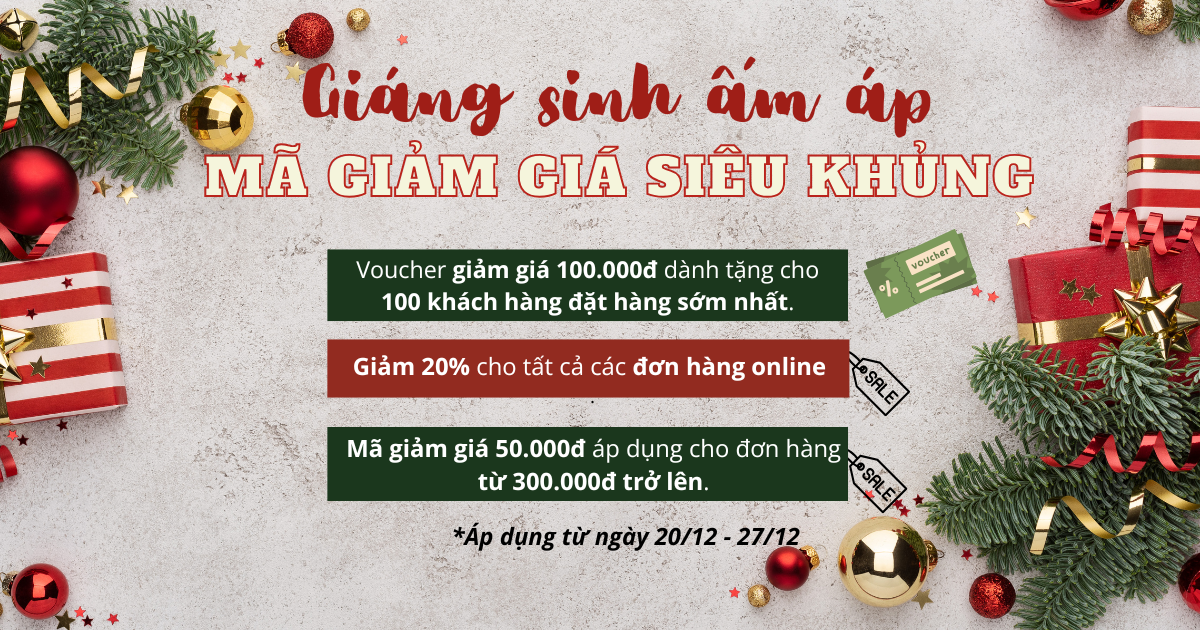 Giáng sinh ấm áp
MÃ GIẢM GIÁ SIÊU KHỦNG
voucher
%
Voucher giảm giá 100.000đ dành tặng cho
100 khách hàng đặt hàng sớm nhất.
Giảm 20% cho tất cả các đơn hàng online
SALE
.
Mã giảm giá 50.000đ áp dụng cho đơn hàng
từ 300.000đ trở lên.
SALE
*Áp dụng từ ngày 20/12 - 27/12